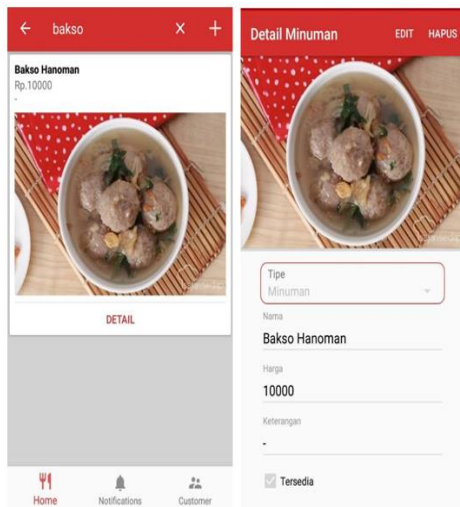 bakso
Bakso Hanoman
Rp.10000
-
DETAIL
Home
Notifications
Customer
Detail Minuman
EDIT
HAPUS
Tipe
Minuman
Nama
Bakso Hanoman
Harga
10000
Keterangan
-
Tersedia